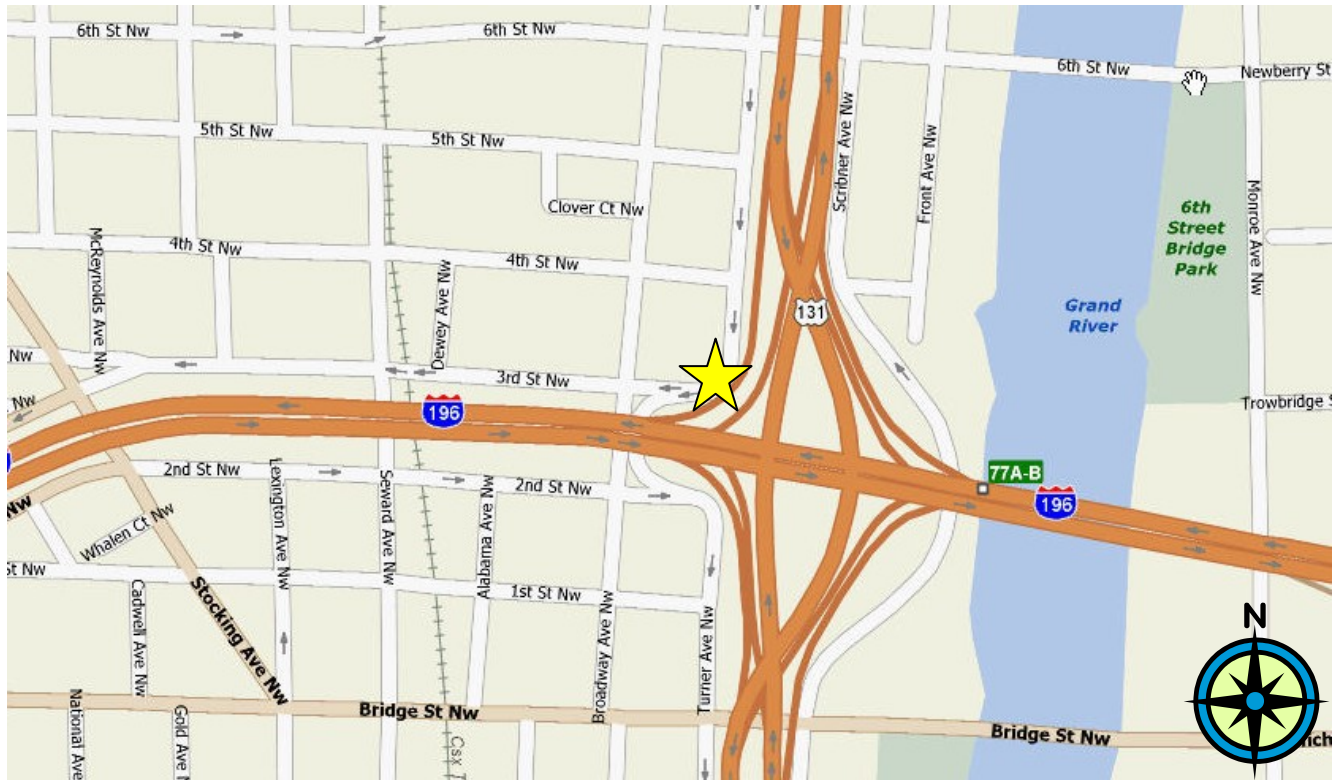 6th St Nw
6th St Nw
6th St Nw
Newberry St
5th St Nw
5th St Nw
Scribner Ave Nw
Front Ave Nw
Monroe Ave Nw
Clover Ct Nw
6th
Street
Bridge
Park
McReynolds Ave Nw
4th St Nw
4th St Nw
Dewey Ave Nw
131
Grand
River
Nw
3rd St Nw
Nw
196
Trowbridge S
2nd St Nw
2nd St Nw
77A-B
196
Nw
Lexington Ave Nw
Seward Ave Nw
Alabama Ave Nw
Whalen Ct Nw
St Nw
Cadwell Ave Nw
Stocking Ave Nw
1st St Nw
Broadway Ave Nw
Turner Ave Nw
N
National Ave
Gold Ave N
Bridge St Nw
Csx T
Bridge St Nw
ich